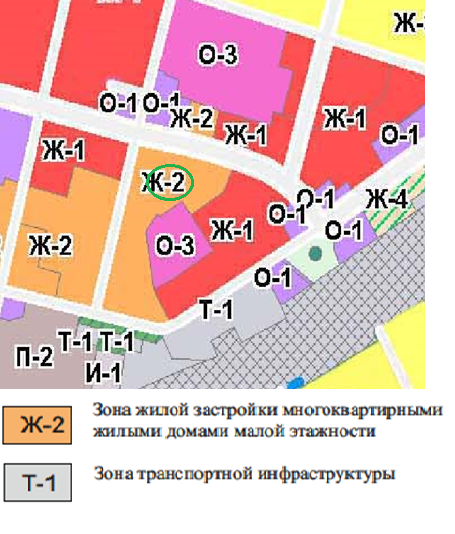 Ж-
О-3
О-1 О-1
Ж-2
Ж-1
Ж-1
О-1
Ж-1
Ж-2
О-1
Ж-4
О-1
Ж-2
О-3
Ж-1
О-1
О-1
Т-1
Т-1 Т-1
П-2
И-1
Ж-2
Зона жилой застройки многоквартирными
жилыми домами малой этажности
Т-1
Зона транспортной инфраструктуры